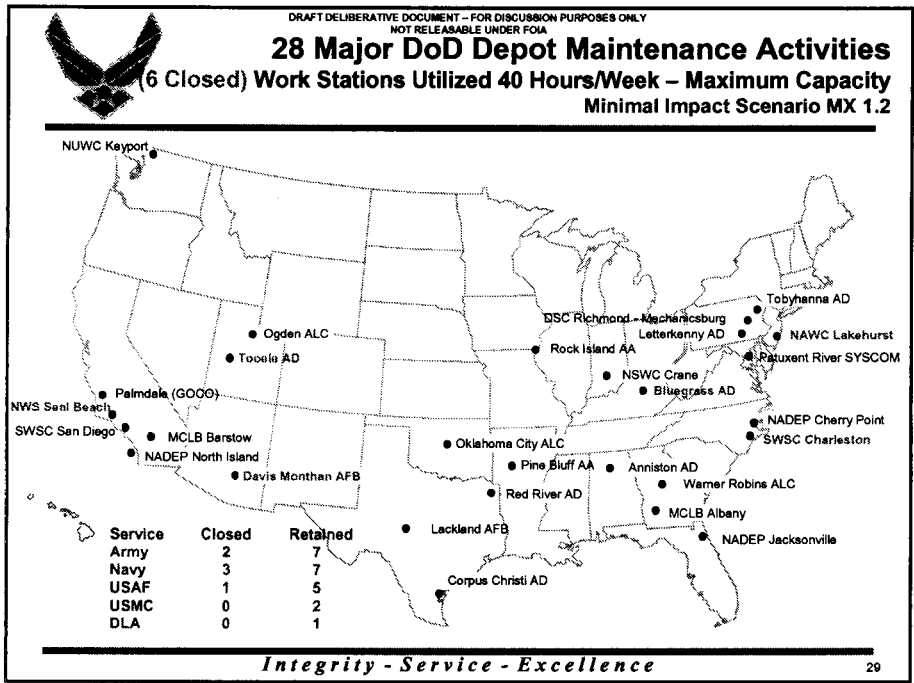 DRAFT DELIBERATIVE DOCUMENT – FOR DISCUSSION PURPOSES ONLY
NOT RELEASABLE UNDER FOIA
28 Major DoD Depot Maintenance Activities
(6 Closed) Work Stations Utilized 40 Hours/Week – Maximum Capacity
Minimal Impact Scenario MX 1.2
NUWC Keyport
Tobyhanna AD
DSC Richmond - Mechanicsburg
Letterkenny AD
NAWC Lakehurst
Ogden ALC
Tooele AD
Rock Island AA
Patuxent River SYSCOM
NSWC Crane
Bluegrass AD
Palmdale (GOCO)
NWS Seal Beach
SWSC San Diego
MCLB Barstow
NADEP North Island
NADEP Cherry Point
SWSC Charleston
Oklahoma City ALC
Davis Monthan AFB
Pine Bluff AA
Anniston AD
Red River AD
Warner Robins ALC
MCLB Albany
Lackland AFB
NADEP Jacksonville
Corpus Christi AD
Service Closed Retained
Army 2 7
Navy 3 7
USAF 1 5
USMC 0 2
DLA 0 1
Integrity - Service - Excellence
29